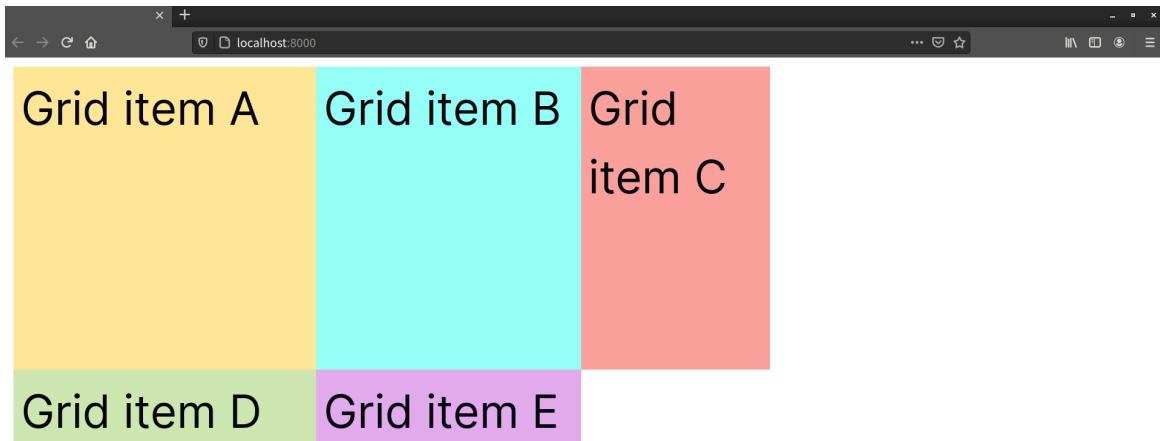 localhost:8000
Grid item A
Grid item B
Grid
item C
Grid item D
Grid item E